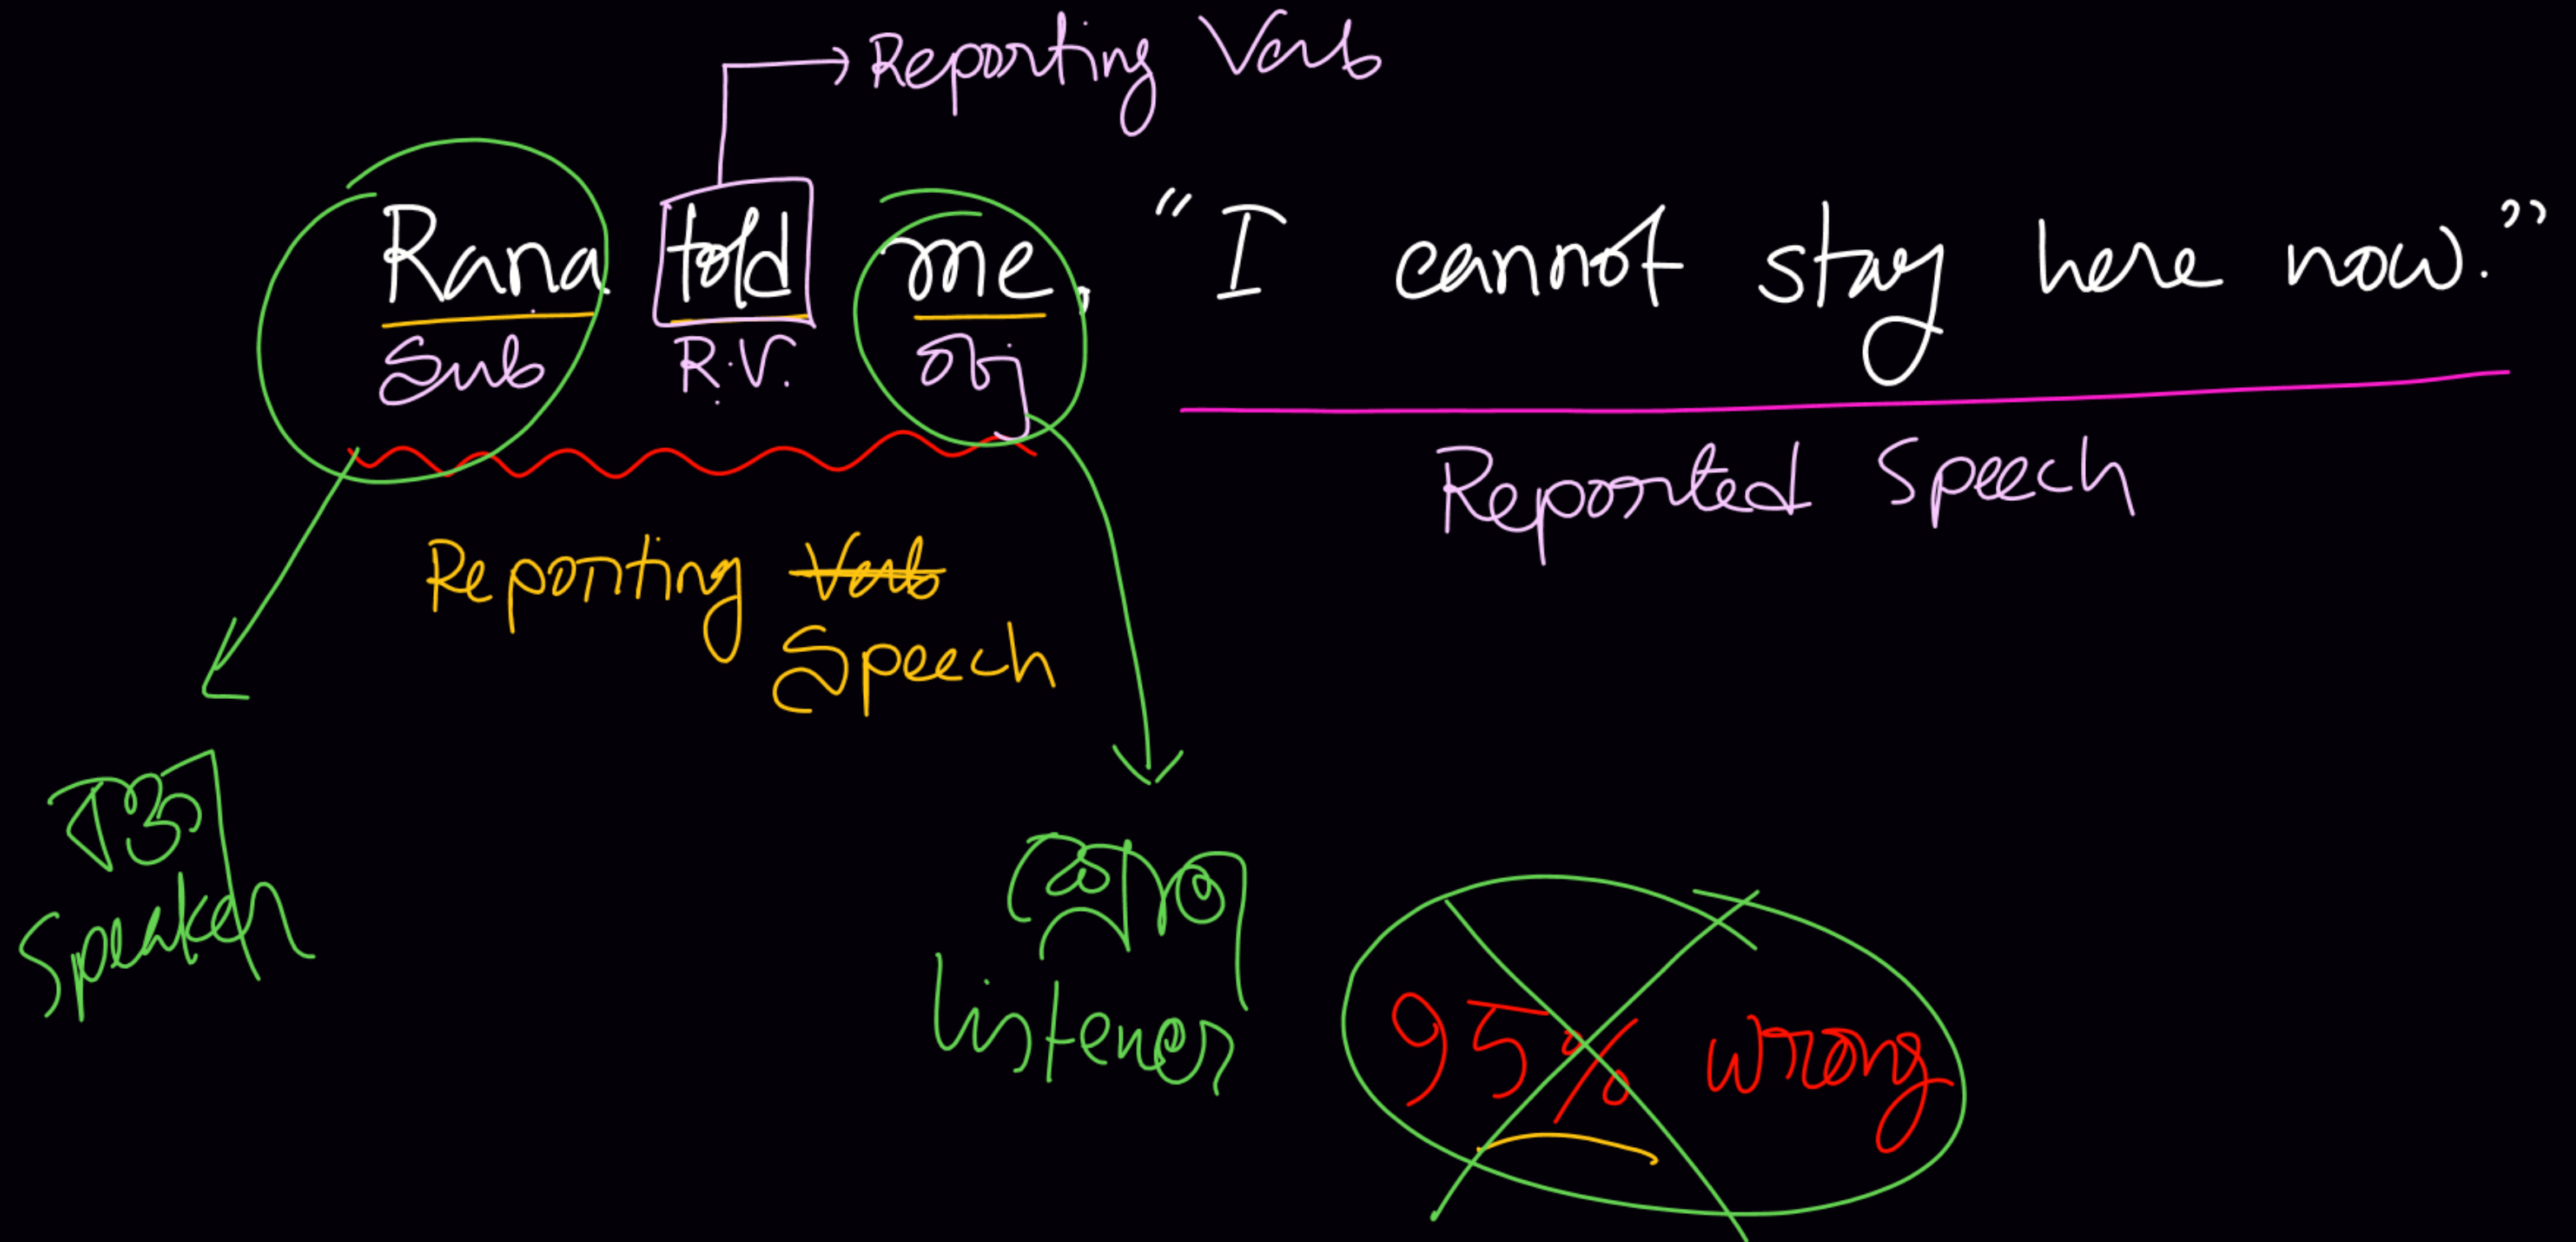 Reporting Verb
Rana told me, "I cannot stay here now."
Sub R.V. Obj
Reported Speech
Reporting Verb
Speech
বক্তা
Speaker
শ্রোতা
listener
95% wrong